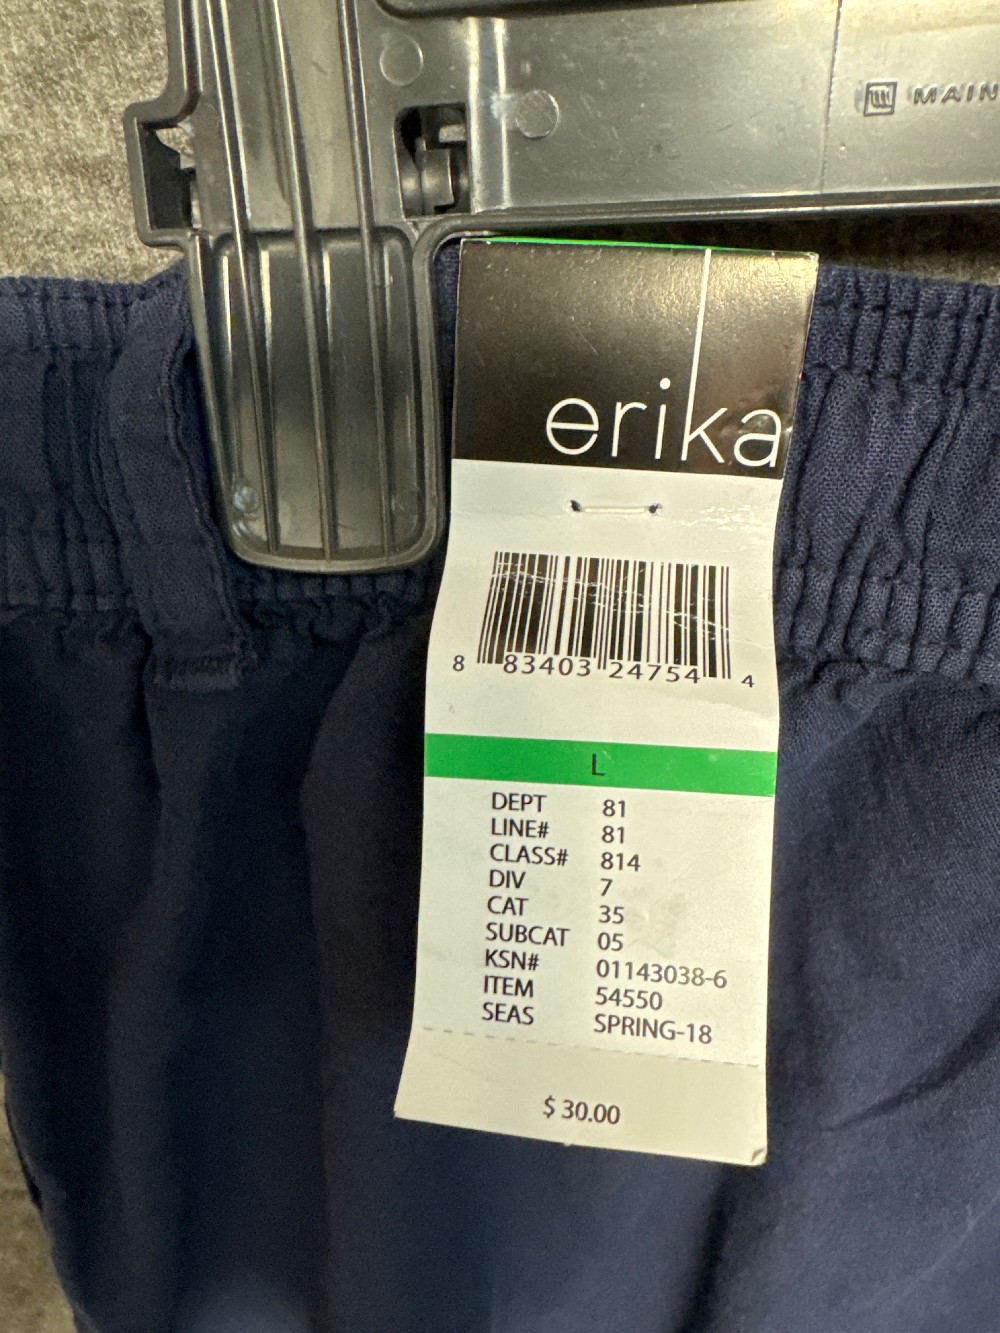 MAIN
erika
8 83403 24754 4
L
DEPT 81
LINE# 81
CLASS# 814
DIV 7
CAT 35
SUBCAT 05
KSN# 01143038-6
ITEM 54550
SEAS SPRING-18
$ 30.00